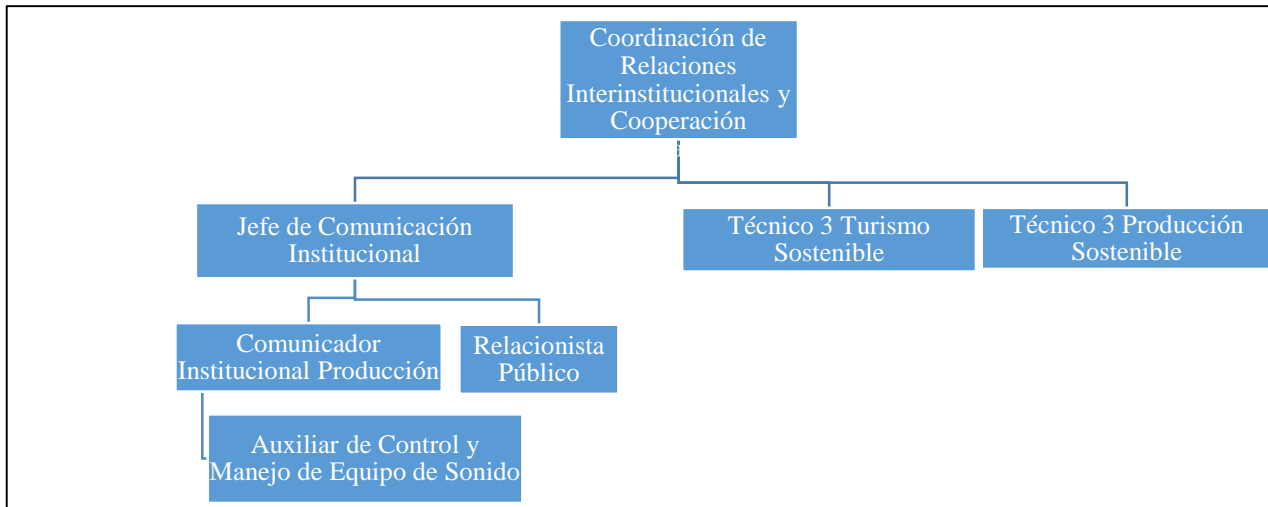 Coordinación de
Relaciones
Interinstitucionales y
Cooperación
Jefe de Comunicación
Institucional
Técnico 3 Turismo
Sostenible
Técnico 3 Producción
Sostenible
Comunicador
Institucional Producción
Relacionista
Público
Auxiliar de Control y
Manejo de Equipo de Sonido